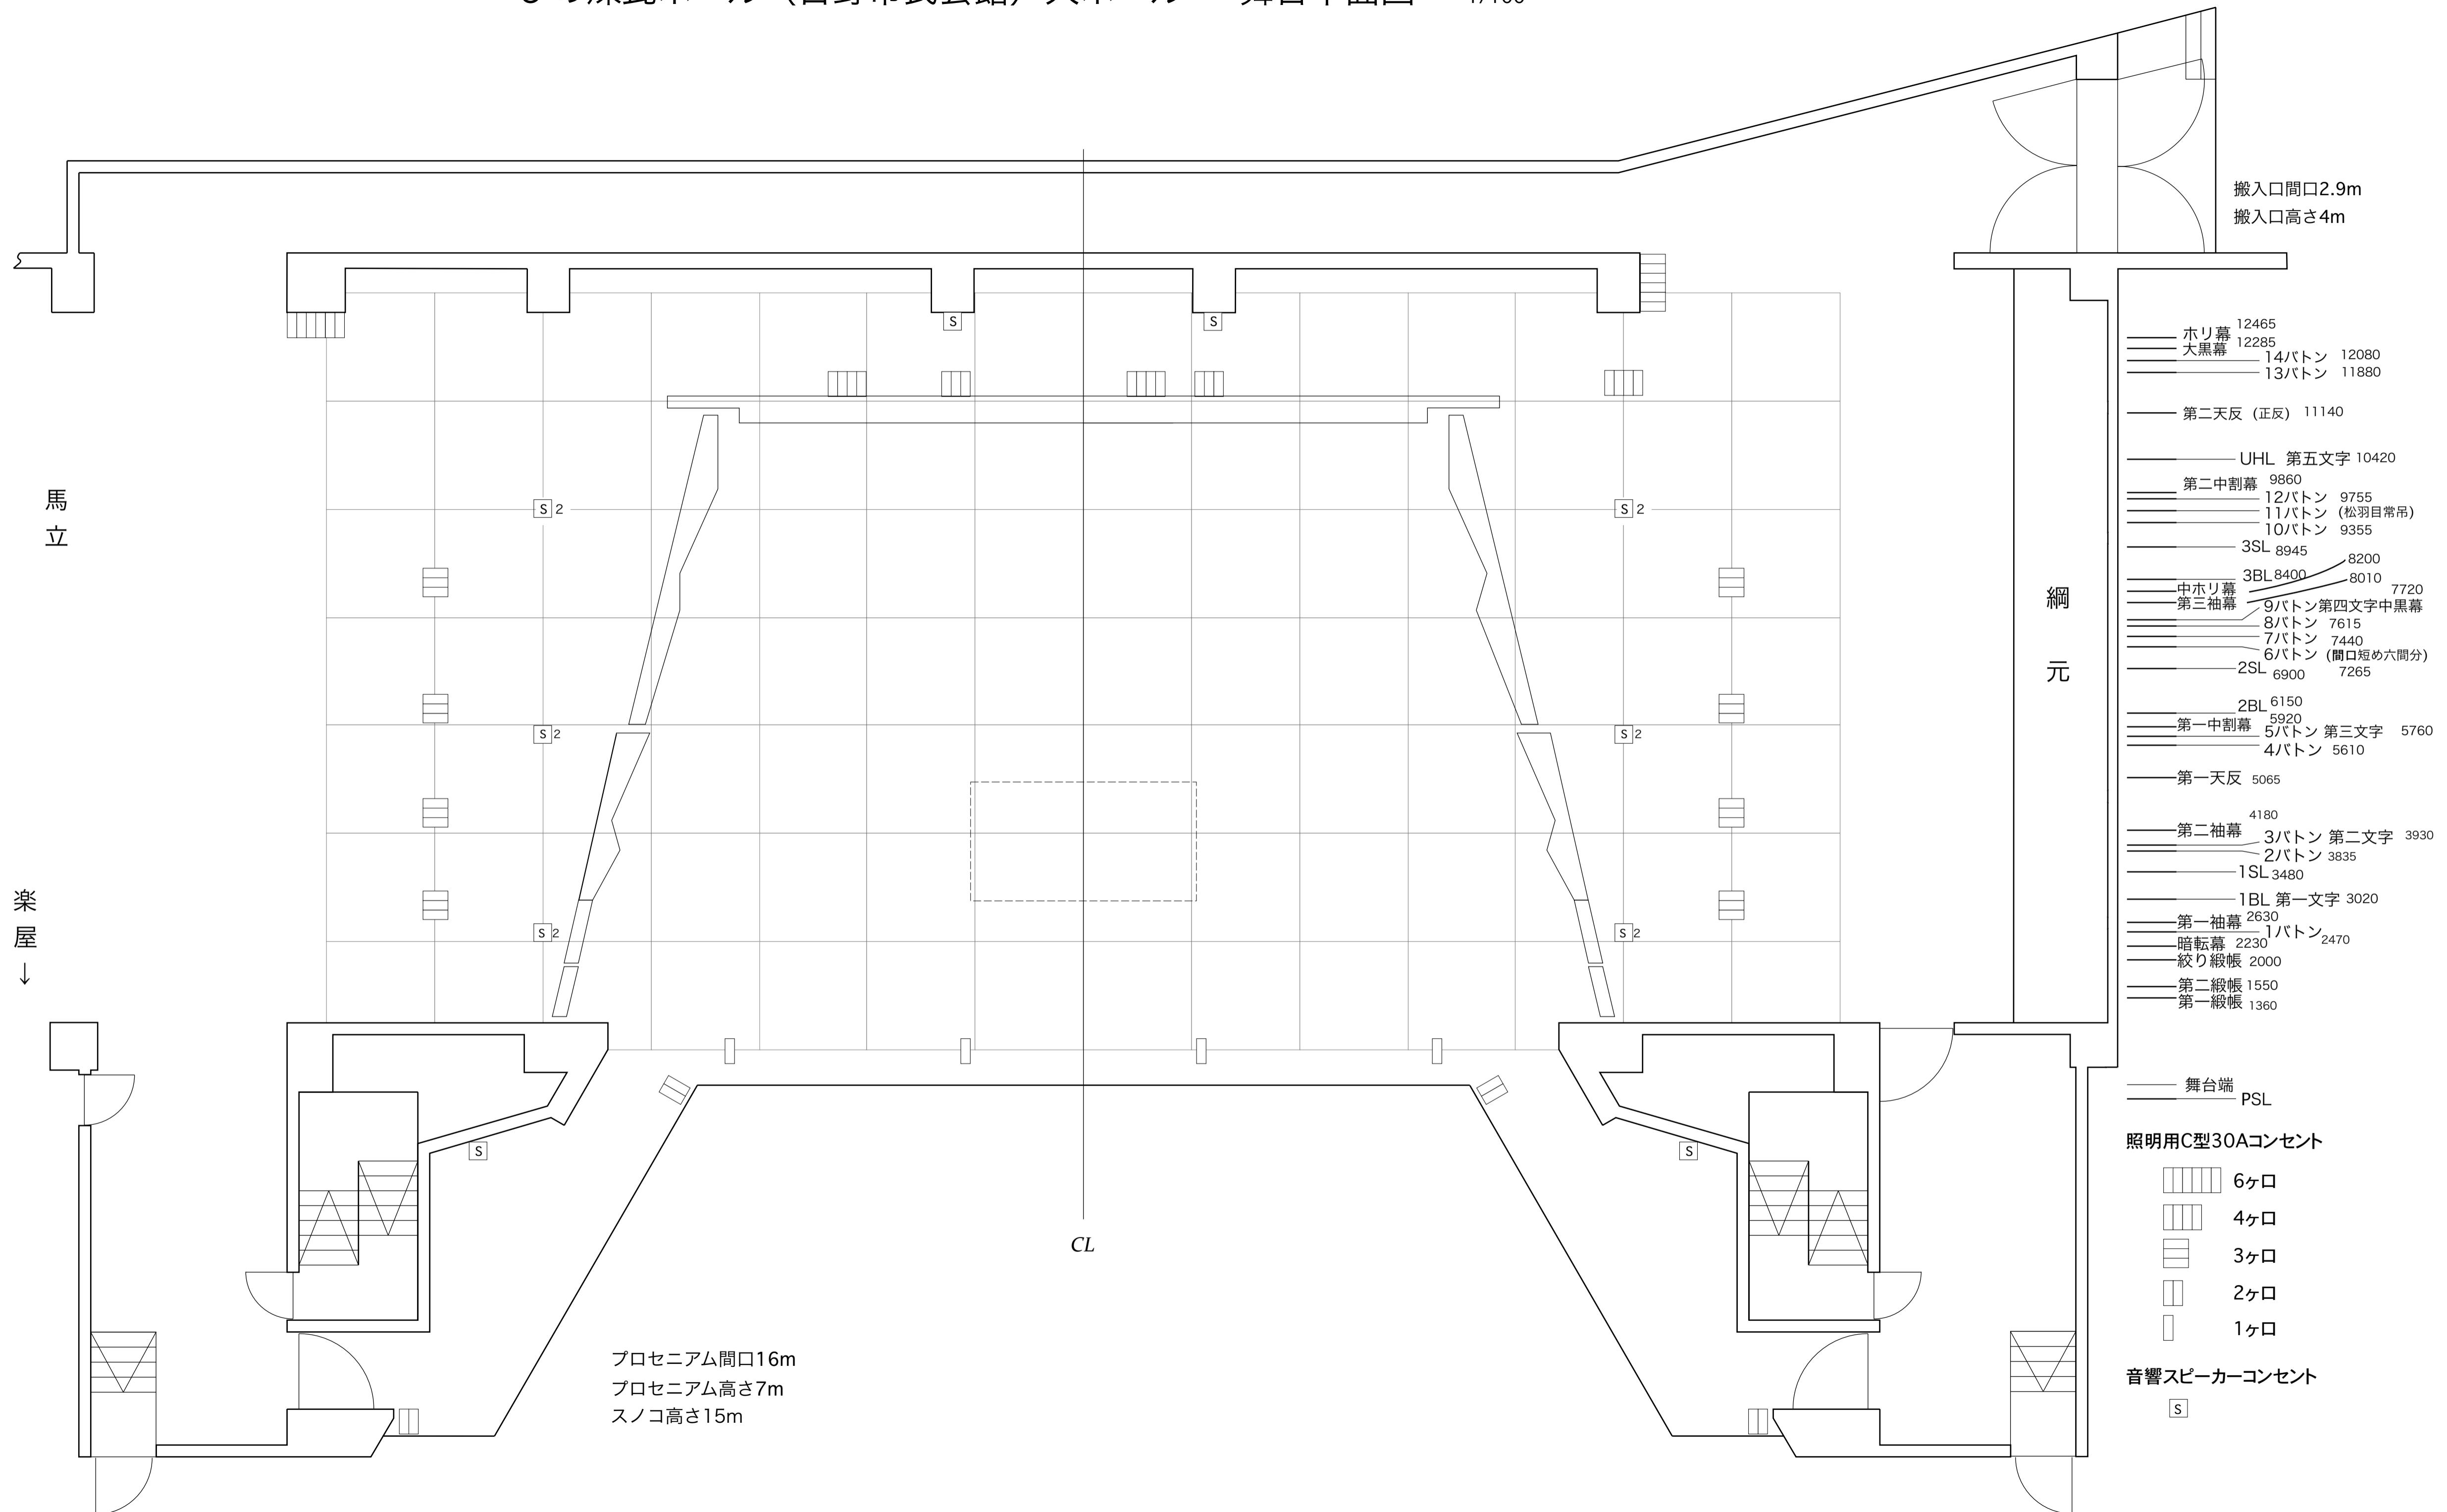 1/100
搬入口間口2.9m
搬入口高さ4m
ホリ幕 12465
大黒幕 12285
14バトン 12080
13バトン 11880
第二天反 (正反) 11140
UHL 第五文字 10420
第二中割幕 9860
12バトン 9755
11バトン (松羽目常吊)
10バトン 9355
3SL 8945
3BL 8400
中ホリ幕 8200
第三袖幕 8010
9バトン第四文字中黒幕 7720
8バトン 7615
7バトン 7440
6バトン (間口短め六間分)
7265
2SL 6900
2BL 6150
第一中割幕 5920
5バトン 第三文字 5760
4バトン 5610
第一天反 5065
第二袖幕 4180
3バトン 第二文字 3930
2バトン 3835
1SL 3480
1BL 第一文字 3020
第一袖幕 2630
1バトン 2470
暗転幕 2230
絞り緞帳 2000
第二緞帳 1550
第一緞帳 1360
舞台端
PSL
照明用C型30Aコンセント
6ヶ口
4ヶ口
3ヶ口
2ヶ口
1ヶ口
音響スピーカーコンセント
S
馬立
楽屋
↓
綱元
S
S
S 2
S 2
S 2
S 2
S 2
S 2
S
S
CL
プロセニアム間口16m
プロセニアム高さ7m
スノコ高さ15m